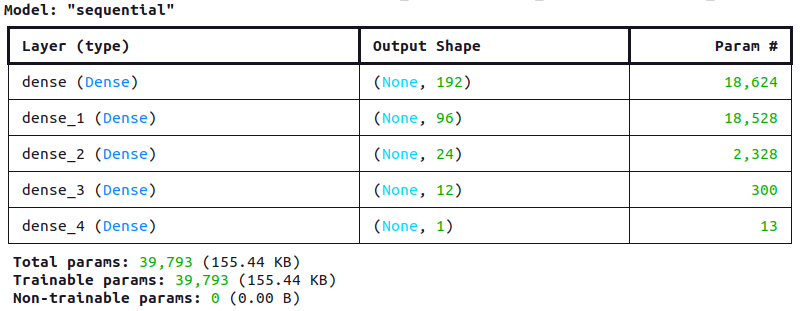 Model: "sequential"
Layer (type) Output Shape Param #
dense (Dense) (None, 192) 18,624
dense_1 (Dense) (None, 96) 18,528
dense_2 (Dense) (None, 24) 2,328
dense_3 (Dense) (None, 12) 300
dense_4 (Dense) (None, 1) 13
Total params: 39,793 (155.44 KB)
Trainable params: 39,793 (155.44 KB)
Non-trainable params: 0 (0.00 B)